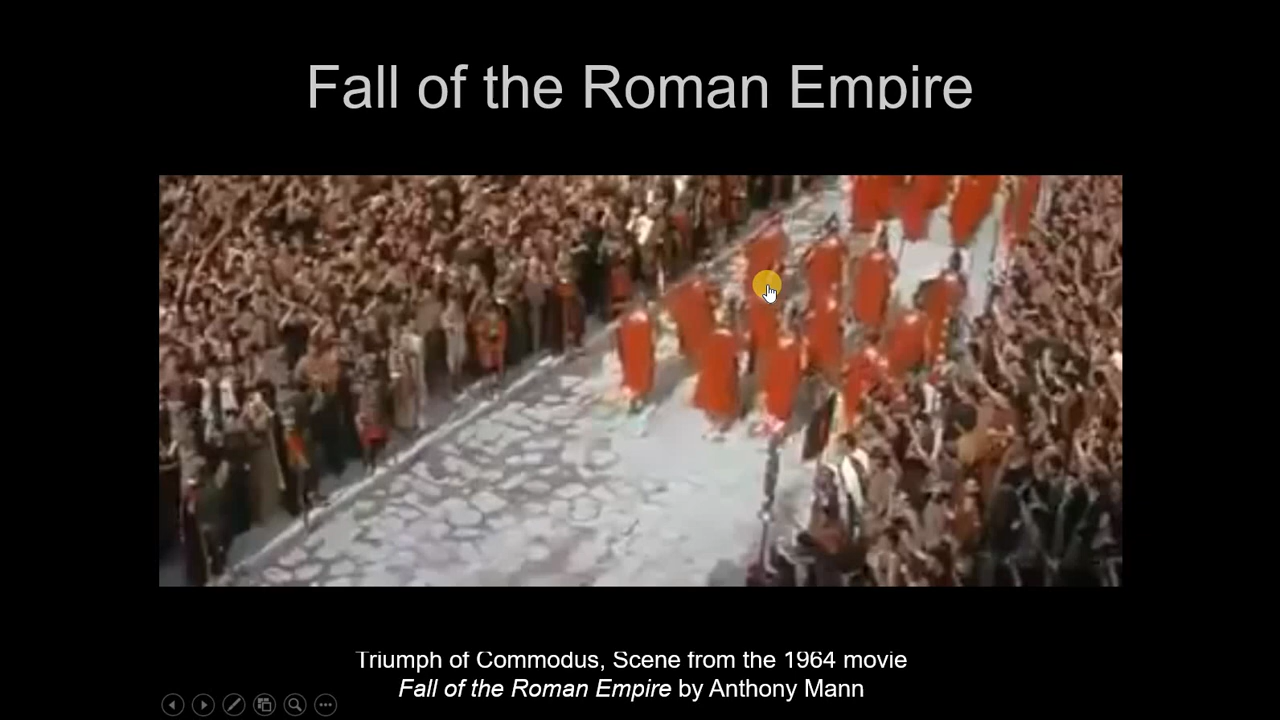 Fall of the Roman Empire
Triumph of Commodus, Scene from the 1964 movie
Fall of the Roman Empire by Anthony Mann